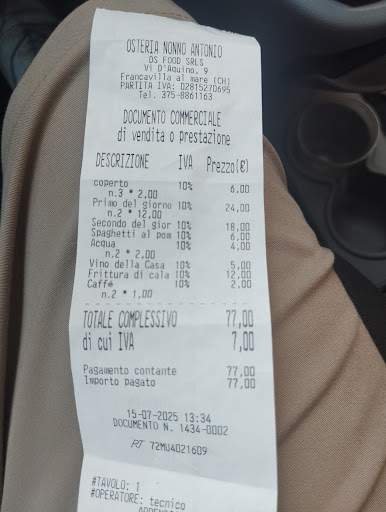 OSTERIA NONNO ANTONIO
DS FOOD SRLS
Vi D'Aquino, 9
Francavilla al mare (CH)
PARTITA IVA: 02815270695
Tel. 375-8861163
DOCUMENTO COMMERCIALE
di vendita o prestazione
DESCRIZIONE IVA Prezzo(€)
coperto 10% 6,00
n.3 * 2,00
Primo del giorno 10% 24,00
n.2 * 12,00
Secondo del gior 10% 18,00
Spaghetti al pom 10% 6,00
Acqua 10% 4,00
n.2 * 2,00
Vino della Casa 10% 5,00
Frittura di cala 10% 12,00
Caffè 10% 2,00
n.2 * 1,00
TOTALE COMPLESSIVO 77,00
di cui IVA 7,00
Pagamento contante 77,00
Importo pagato 77,00
15-07-2025 13:34
DOCUMENTO N. 1434-0002
RT 72MU4021609
#TAVOLO: 1
#OPERATORE: tecnico